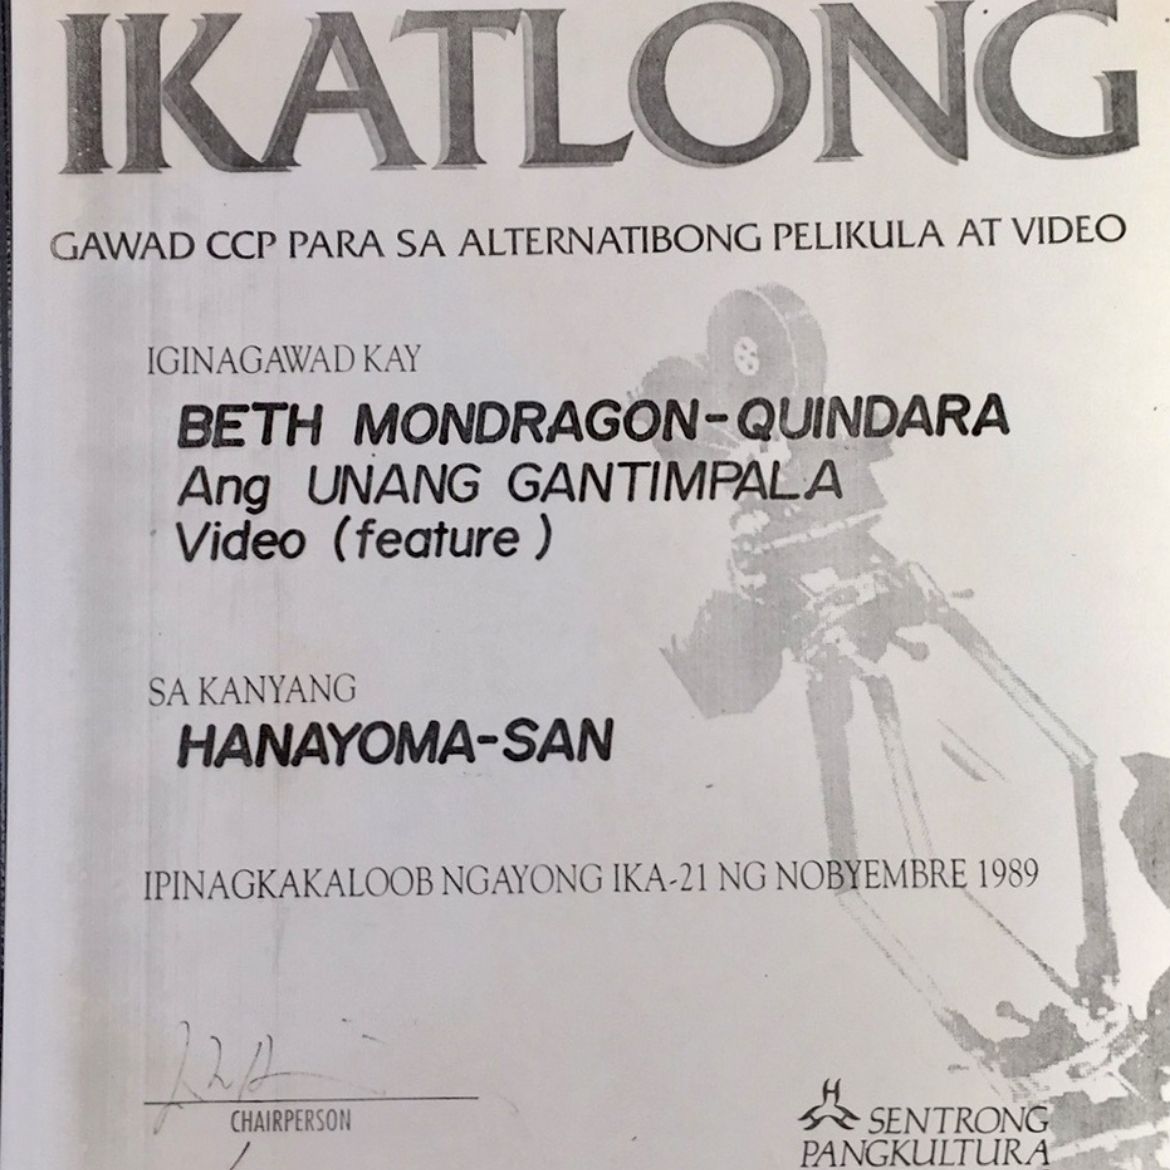 IKATLONG
GAWAD CCP PARA SA ALTERNATIBONG PELIKULA AT VIDEO
IGINAGAWAD KAY
BETH MONDRAGON-QUINDARA
Ang UNANG GANTIMPALA
Video (feature)
SA KANYANG
HANAYOMA-SAN
IPINAGKAKALOOB NGAYONG IKA-21 NG NOBYEMBRE 1989
CHAIRPERSON
SENTRONG
PANGKULTURA